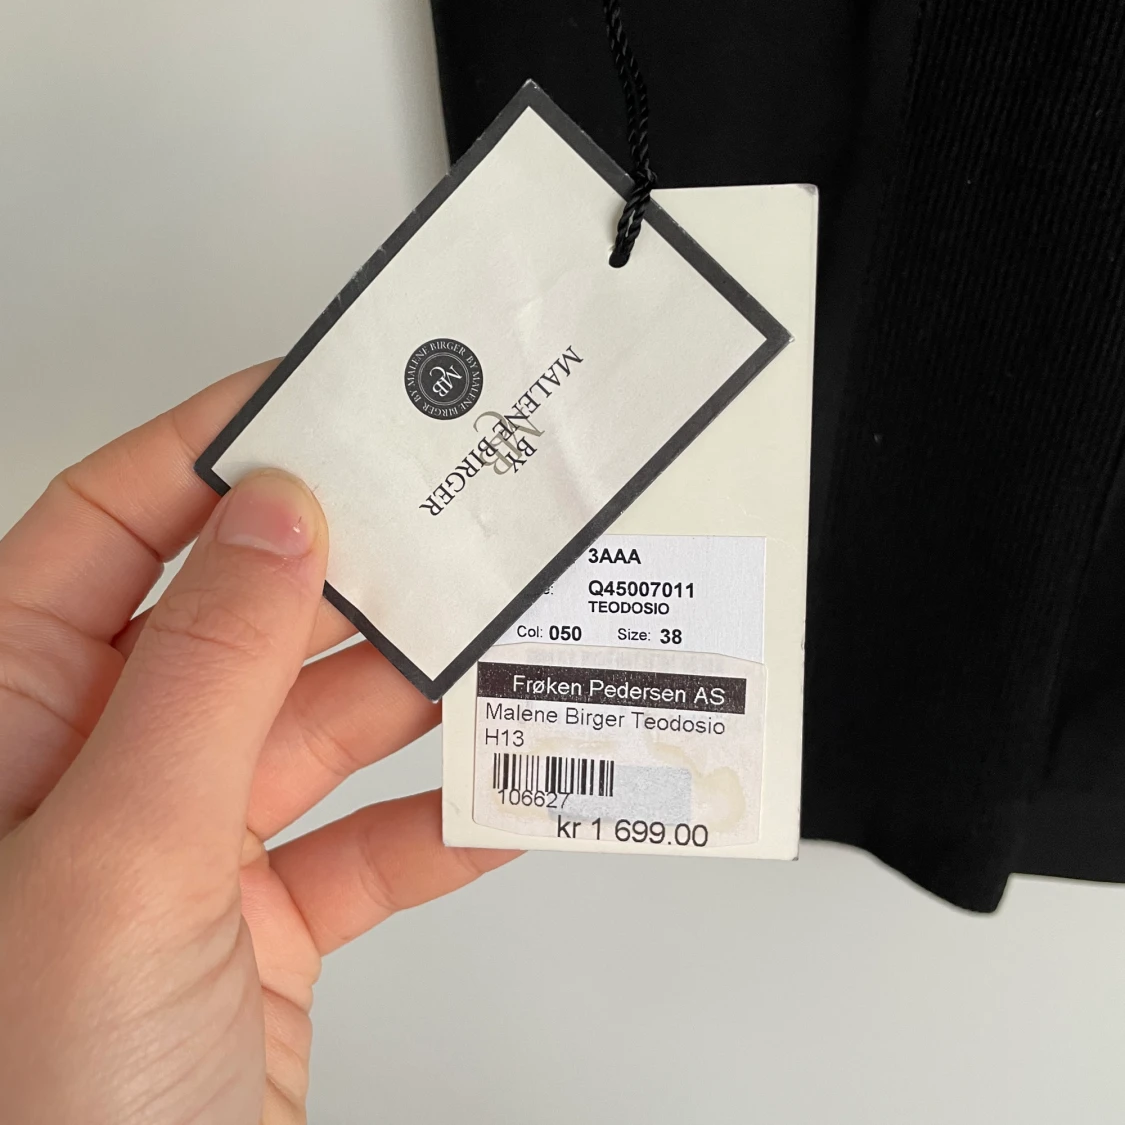 BY MALENE BIRGER BY MALENE BIRGER
MB
BY
MALENE BIRGER
MB
3AAA
Q45007011
TEODOSIO
Col: 050 Size: 38
Frøken Pedersen AS
Malene Birger Teodosio
H13
106627
kr 1 699.00